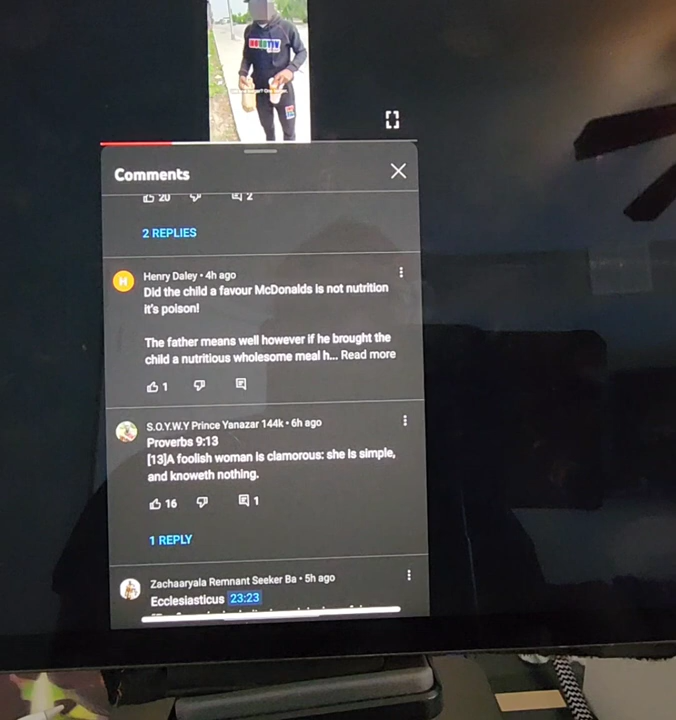 Comments
20
2
2 REPLIES
H
Henry Daley • 4h ago
Did the child a favour McDonalds is not nutrition
it's poison!
The father means well however if he brought the
child a nutritious wholesome meal h... Read more
1
S.O.Y.W.Y Prince Yanazar 144k • 6h ago
Proverbs 9:13
[13]A foolish woman is clamorous: she is simple,
and knoweth nothing.
16
1
1 REPLY
Zachaaryala Remnant Seeker Ba • 5h ago
Ecclesiasticus 23:23